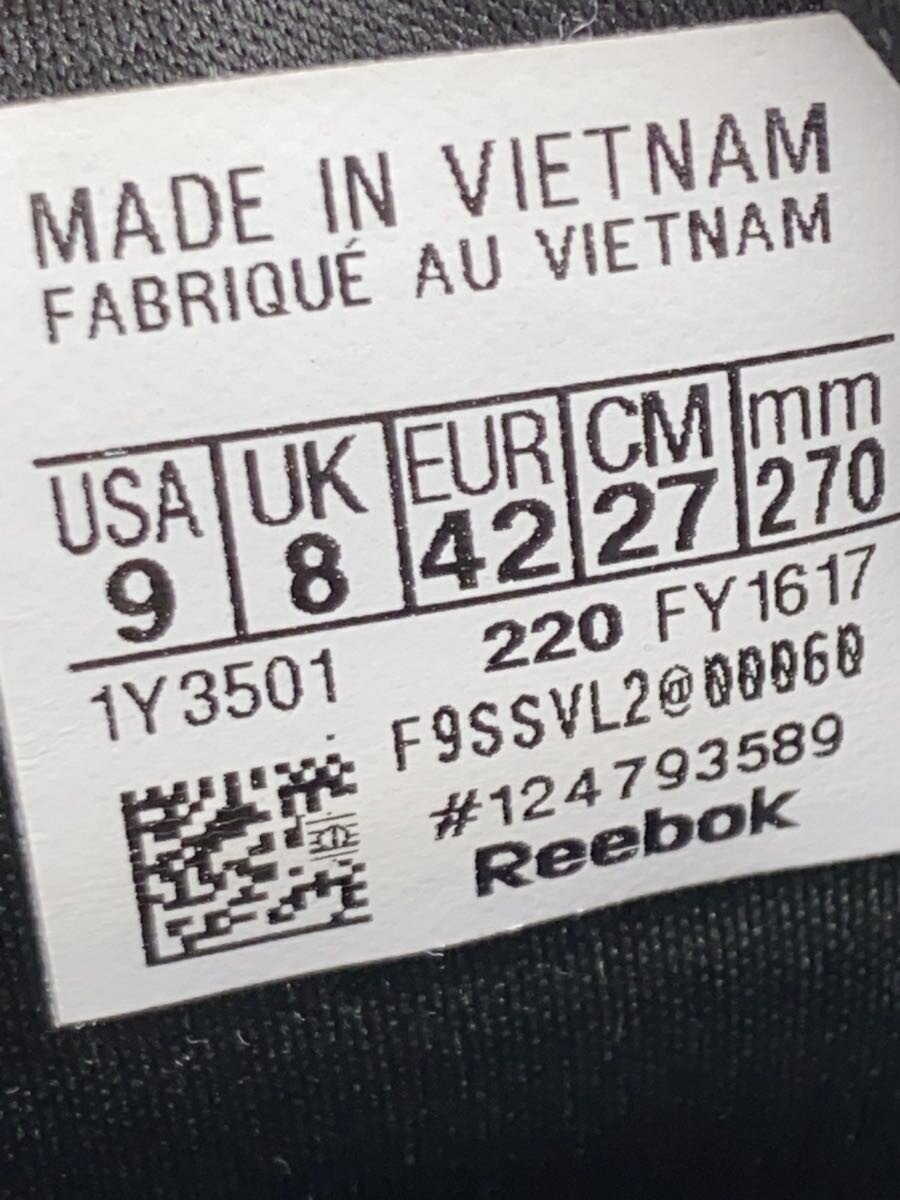 MADE IN VIETNAM
FABRIQUÉ AU VIETNAM
USA UK EUR CM mm
9 8 42 27 270
1Y3501 220 FY1617
F9SSVL2@00060
#124793589
Reebok